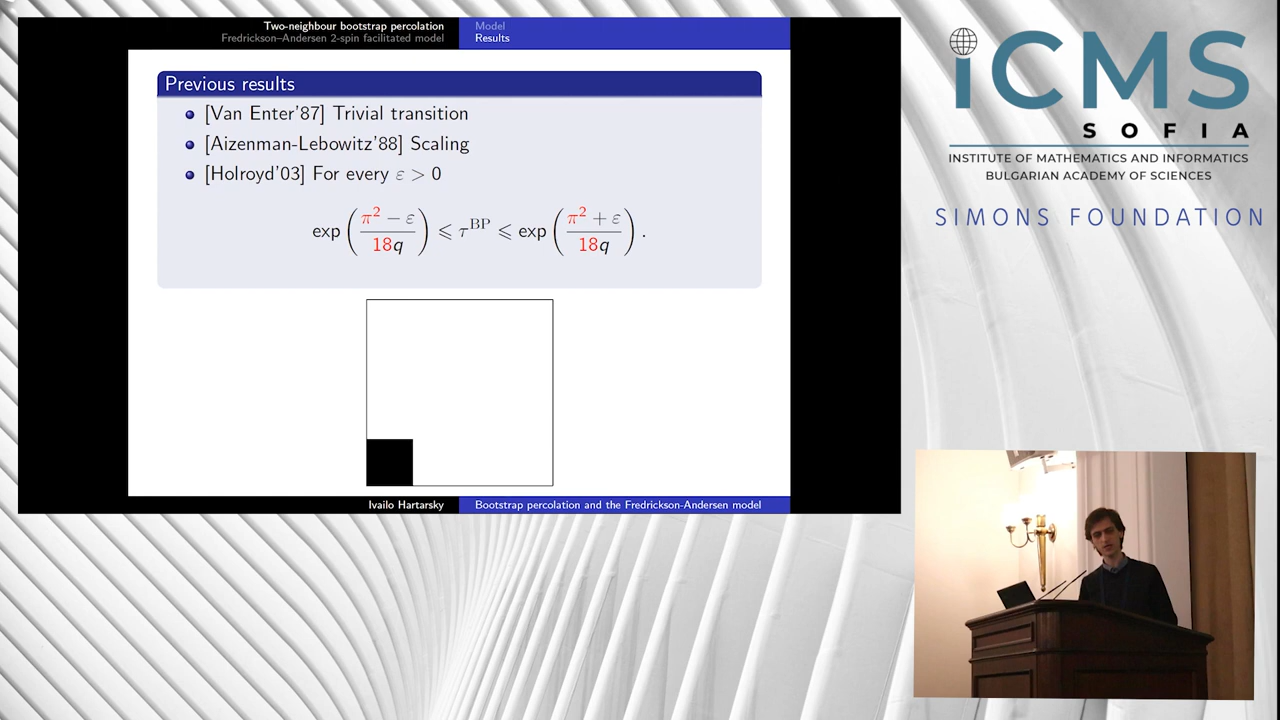 Two-neighbour bootstrap percolation
Fredrickson–Andersen 2-spin facilitated model
Model
Results
Previous results
[Van Enter'87] Trivial transition
[Aizenman-Lebowitz'88] Scaling
[Holroyd'03] For every ε > 0
exp ( (π² − ε) / 18q ) ⩽ τ^BP ⩽ exp ( (π² + ε) / 18q ) .
Ivailo Hartarsky
Bootstrap percolation and the Fredrickson-Andersen model
iCMS
SOFIA
INSTITUTE OF MATHEMATICS AND INFORMATICS
BULGARIAN ACADEMY OF SCIENCES
SIMONS FOUNDATION